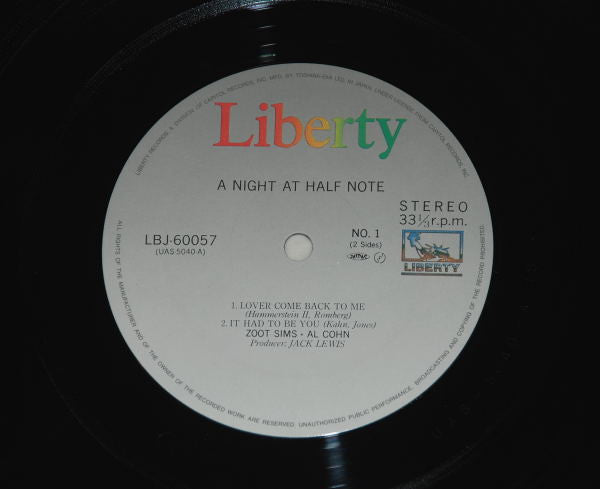 LIBERTY RECORDS, A DIVISION OF CAPITOL RECORDS, INC. MFG. BY TOSHIBA-EMI LTD. IN JAPAN, UNDER LICENSE FROM CAPITOL RECORDS, INC.
Liberty
A NIGHT AT HALF NOTE
STEREO
33⅓r.p.m.
LBJ-60057
(UAS-5040-A)
NO. 1
(2 Sides)
LIBERTY
1. LOVER COME BACK TO ME
(Hammerstein II, Romberg)
2. IT HAD TO BE YOU (Kahn, Jones)
ZOOT SIMS • AL COHN
Producer: JACK LEWIS
ALL RIGHTS OF THE MANUFACTURER AND OF THE OWNER OF THE RECORDED WORK ARE RESERVED. UNAUTHORIZED PUBLIC PERFORMANCE, BROADCASTING AND COPYING OF THE RECORD PROHIBITED.